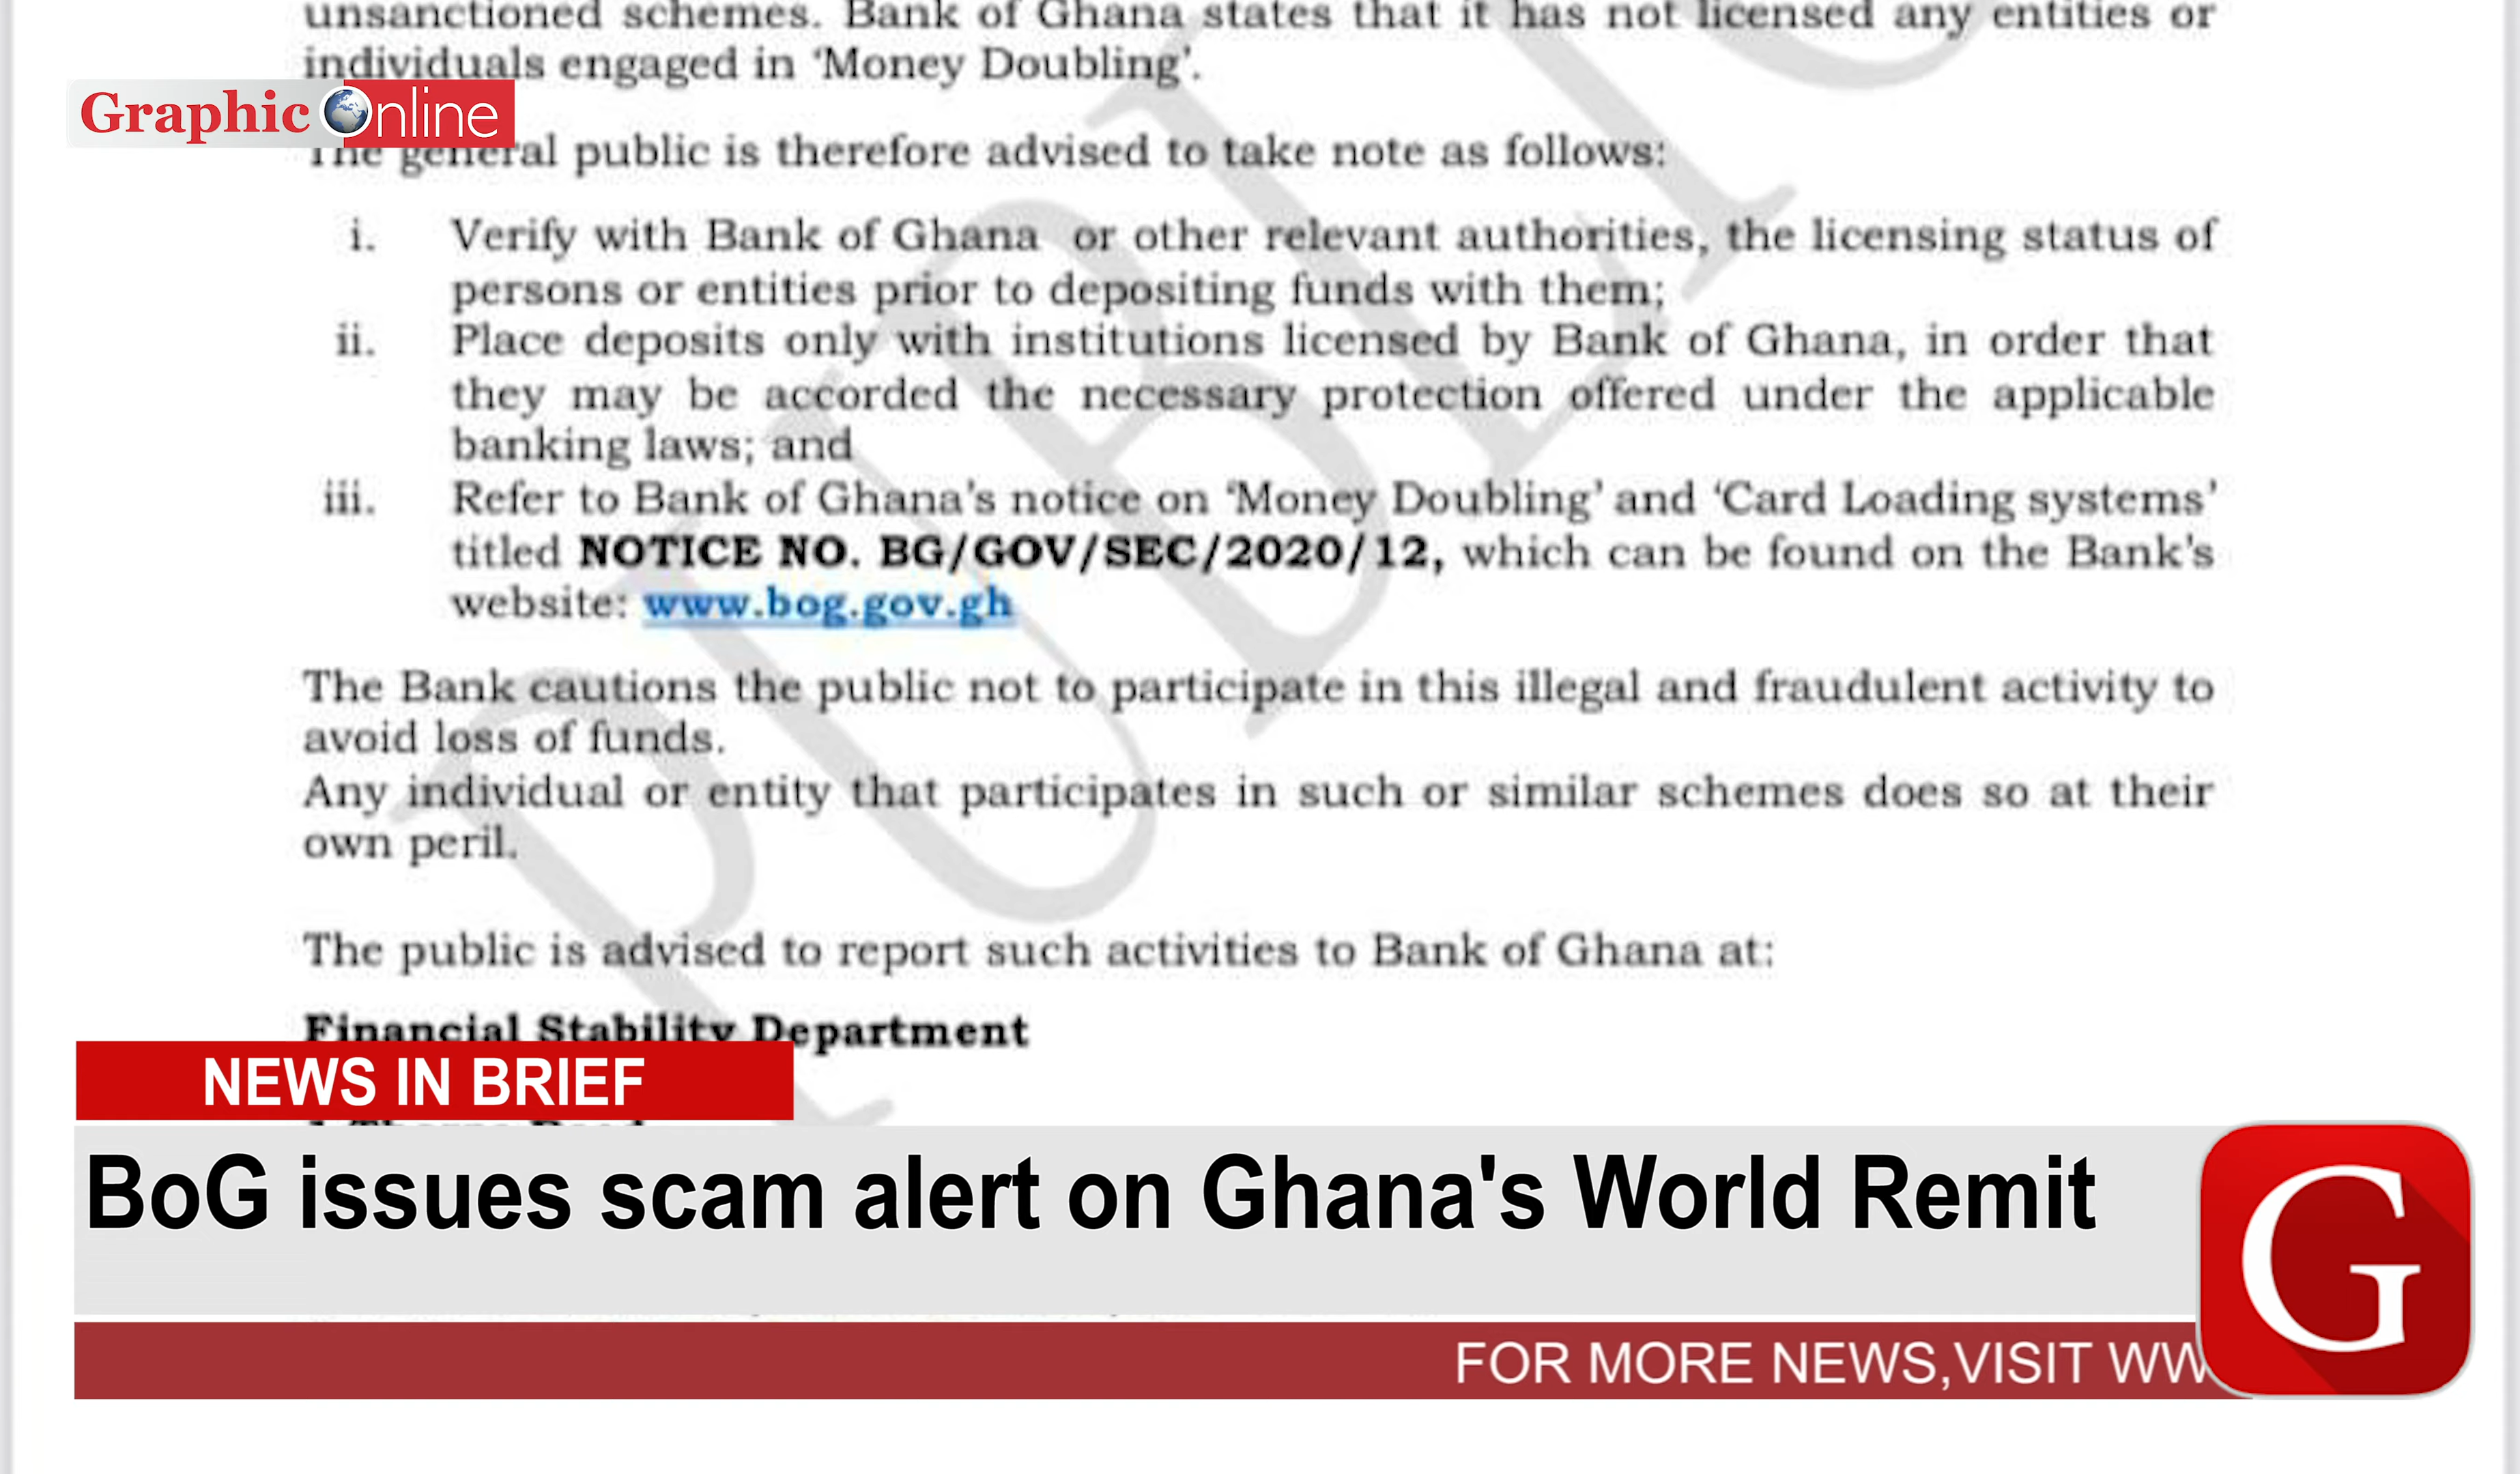 unsanctioned schemes. Bank of Ghana states that it has not licensed any entities or
individuals engaged in ‘Money Doubling’.
Graphic Online
The general public is therefore advised to take note as follows:
i. Verify with Bank of Ghana or other relevant authorities, the licensing status of
persons or entities prior to depositing funds with them;
ii. Place deposits only with institutions licensed by Bank of Ghana, in order that
they may be accorded the necessary protection offered under the applicable
banking laws; and
iii. Refer to Bank of Ghana’s notice on ‘Money Doubling’ and ‘Card Loading systems’
titled NOTICE NO. BG/GOV/SEC/2020/12, which can be found on the Bank’s
website: www.bog.gov.gh
The Bank cautions the public not to participate in this illegal and fraudulent activity to
avoid loss of funds.
Any individual or entity that participates in such or similar schemes does so at their
own peril.
The public is advised to report such activities to Bank of Ghana at:
Financial Stability Department
NEWS IN BRIEF
BoG issues scam alert on Ghana's World Remit
G
FOR MORE NEWS,VISIT WW